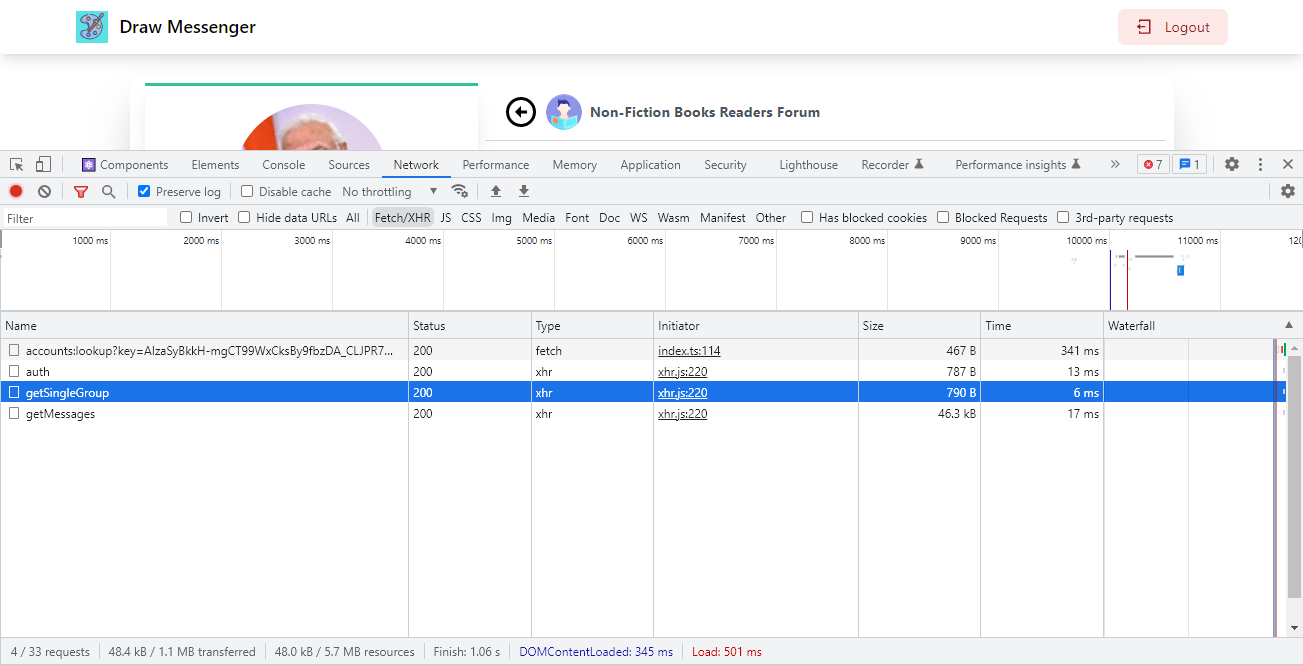 Draw Messenger
Logout
Non-Fiction Books Readers Forum
Components Elements Console Sources Network Performance Memory Application Security Lighthouse Recorder Performance insights 7 1
Preserve log Disable cache No throttling
Filter Invert Hide data URLs All Fetch/XHR JS CSS Img Media Font Doc WS Wasm Manifest Other Has blocked cookies Blocked Requests 3rd-party requests
1000 ms 2000 ms 3000 ms 4000 ms 5000 ms 6000 ms 7000 ms 8000 ms 9000 ms 10000 ms 11000 ms 120
Name Status Type Initiator Size Time Waterfall
accounts:lookup?key=AIzaSyBkkH-mgCT99WxCksBy9fbzDA_CLJPR7... 200 fetch index.ts:114 467 B 341 ms
auth 200 xhr xhr.js:220 787 B 13 ms
getSingleGroup 200 xhr xhr.js:220 790 B 6 ms
getMessages 200 xhr xhr.js:220 46.3 kB 17 ms
4 / 33 requests 48.4 kB / 1.1 MB transferred 48.0 kB / 5.7 MB resources Finish: 1.06 s DOMContentLoaded: 345 ms Load: 501 ms